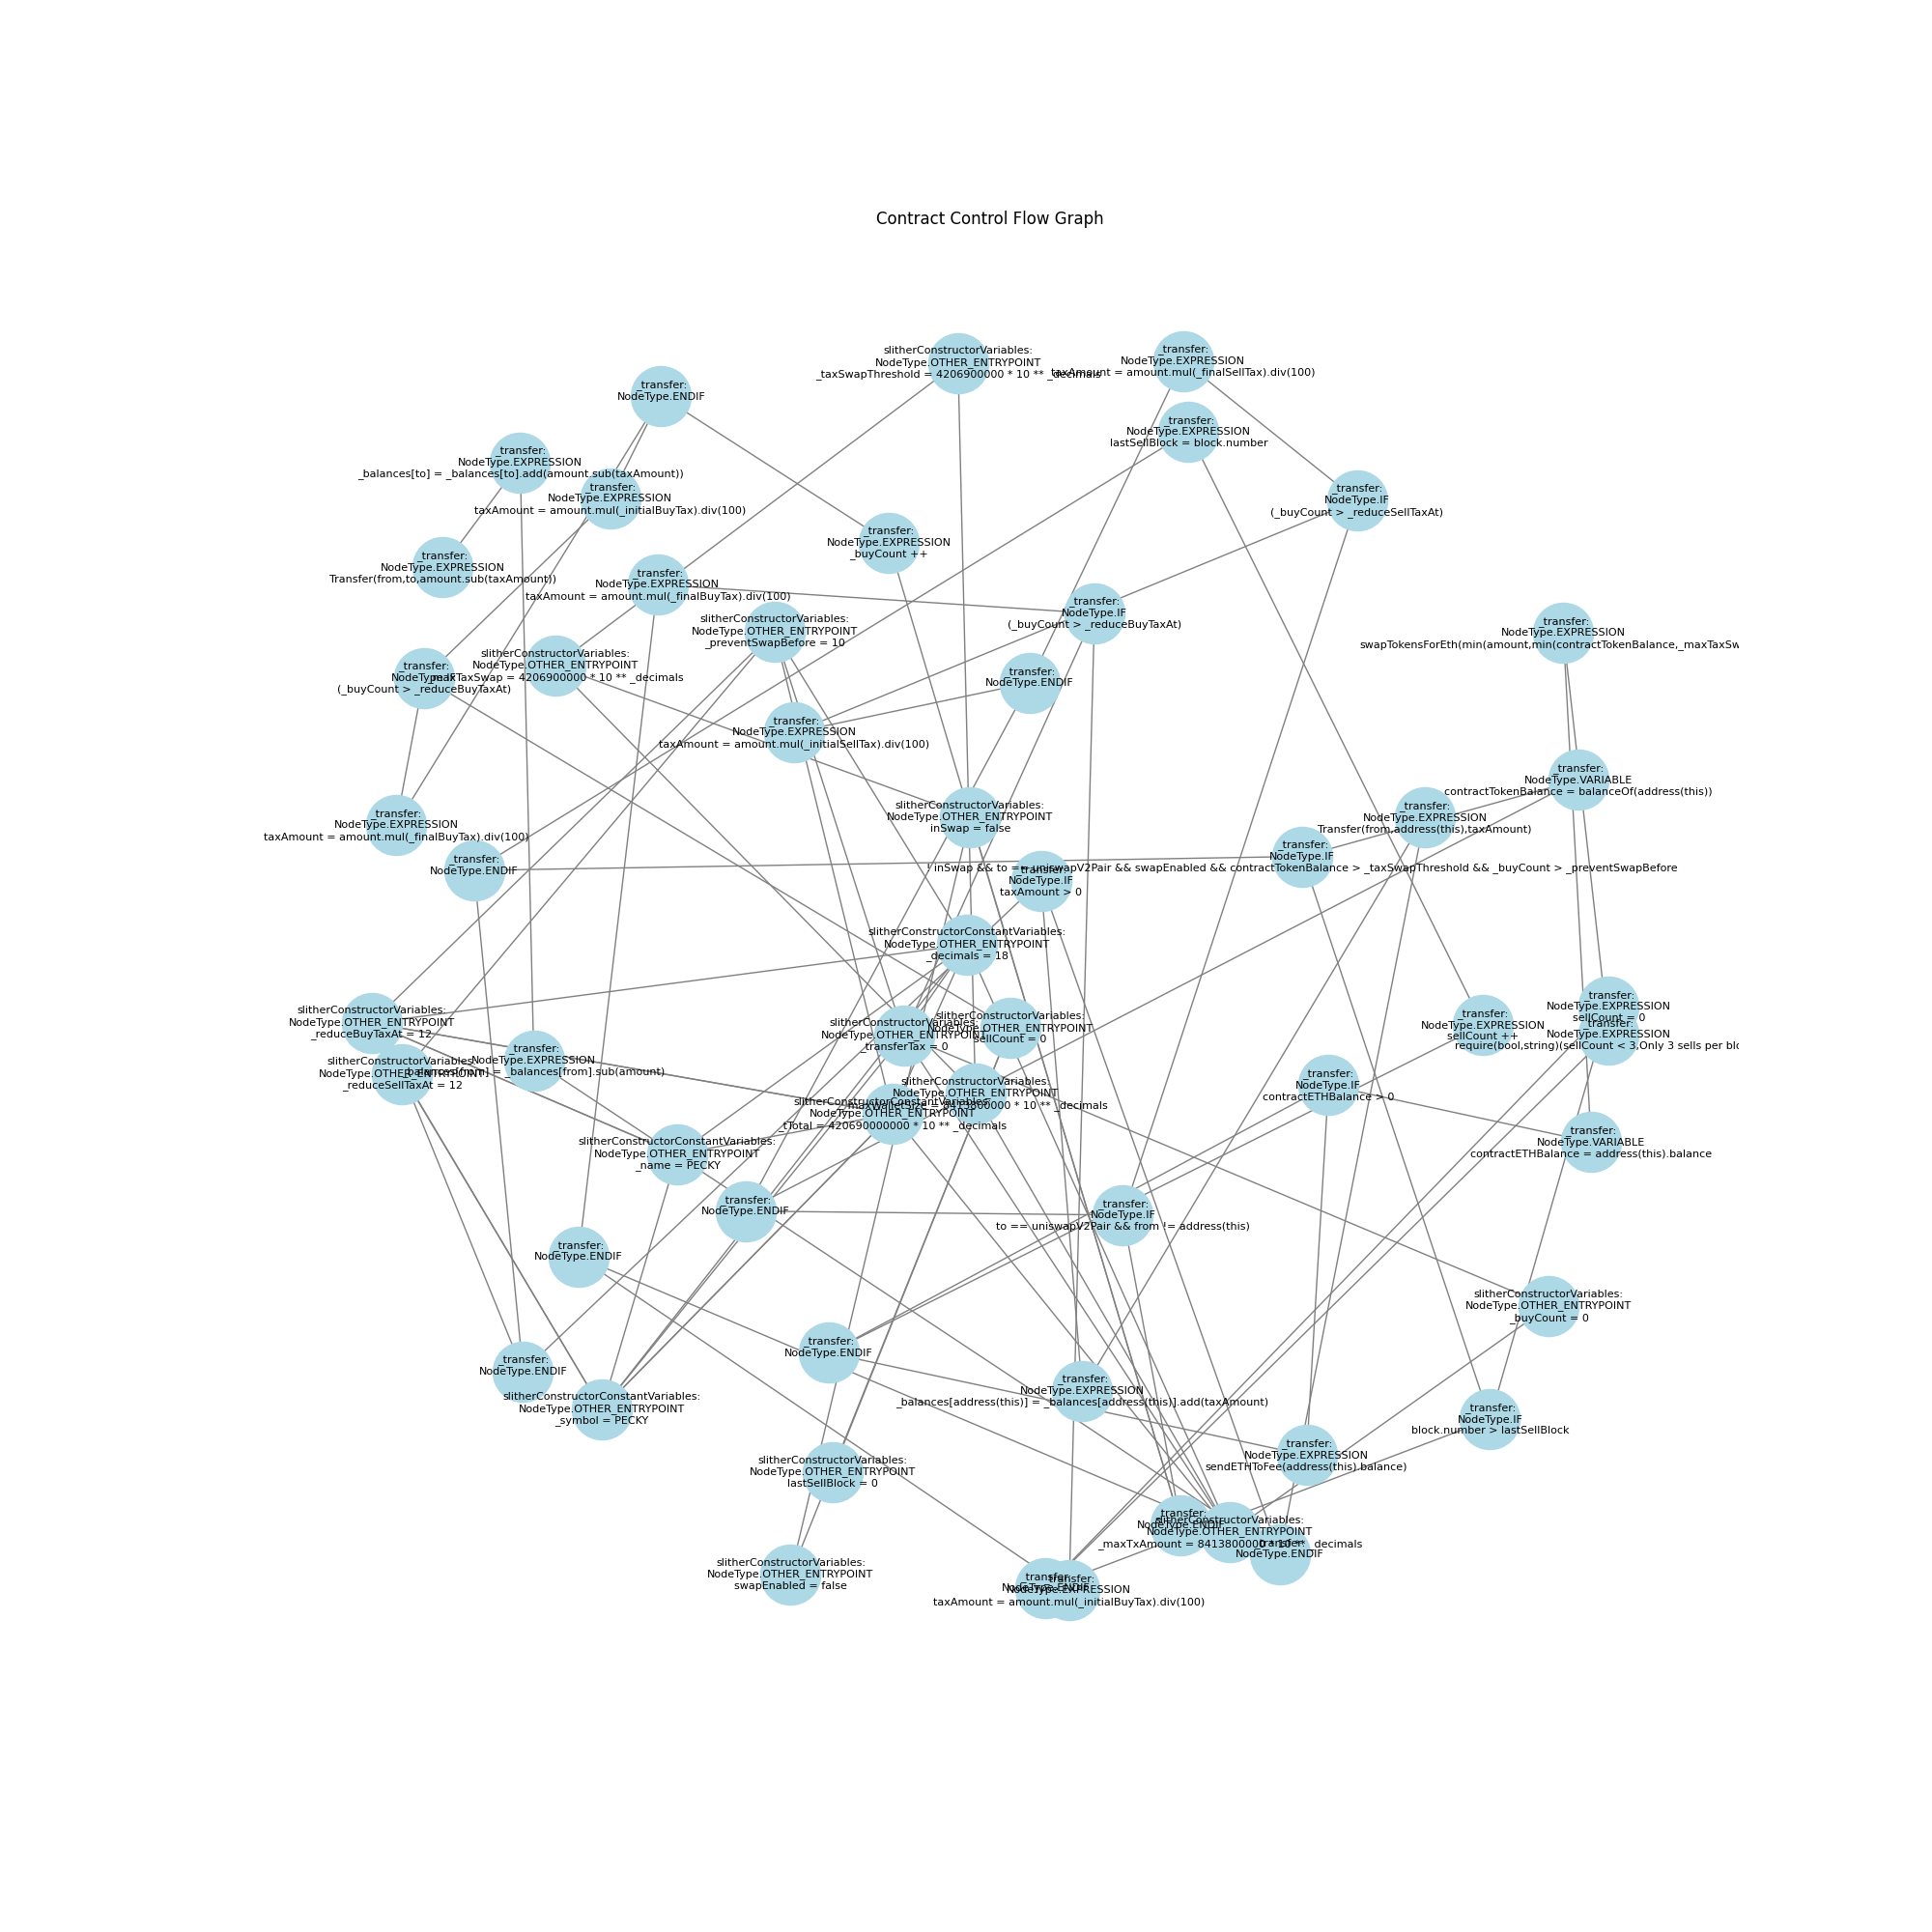 Contract Control Flow Graph
slitherConstructorVariables:
NodeType.OTHER_ENTRYPOINT
_taxSwapThreshold = 4206900000 * 10 ** _decimals
_transfer:
NodeType.EXPRESSION
taxAmount = amount.mul(_finalSellTax).div(100)
_transfer:
NodeType.ENDIF
_transfer:
NodeType.EXPRESSION
lastSellBlock = block.number
_transfer:
NodeType.EXPRESSION
_balances[to] = _balances[to].add(amount.sub(taxAmount))
_transfer:
NodeType.EXPRESSION
taxAmount = amount.mul(_initialBuyTax).div(100)
_transfer:
NodeType.IF
(_buyCount > _reduceSellTaxAt)
_transfer:
NodeType.EXPRESSION
_buyCount ++
_transfer:
NodeType.EXPRESSION
Transfer(from,to,amount.sub(taxAmount))
_transfer:
NodeType.EXPRESSION
taxAmount = amount.mul(_finalBuyTax).div(100)
_transfer:
NodeType.IF
(_buyCount > _reduceBuyTaxAt)
slitherConstructorVariables:
NodeType.OTHER_ENTRYPOINT
_preventSwapBefore = 10
_transfer:
NodeType.EXPRESSION
swapTokensForEth(min(amount,min(contractTokenBalance,_maxTaxSw
slitherConstructorVariables:
NodeType.OTHER_ENTRYPOINT
_maxTaxSwap = 4206900000 * 10 ** _decimals
_transfer:
NodeType.IF
(_buyCount > _reduceBuyTaxAt)
_transfer:
NodeType.ENDIF
_transfer:
NodeType.EXPRESSION
taxAmount = amount.mul(_initialSellTax).div(100)
_transfer:
NodeType.VARIABLE
contractTokenBalance = balanceOf(address(this))
slitherConstructorVariables:
NodeType.OTHER_ENTRYPOINT
inSwap = false
_transfer:
NodeType.EXPRESSION
Transfer(from,address(this),taxAmount)
_transfer:
NodeType.EXPRESSION
taxAmount = amount.mul(_finalBuyTax).div(100)
_transfer:
NodeType.IF
! inSwap && to == uniswapV2Pair && swapEnabled && contractTokenBalance > _taxSwapThreshold && _buyCount > _preventSwapBefore
_transfer:
NodeType.ENDIF
_transfer:
NodeType.IF
taxAmount > 0
slitherConstructorConstantVariables:
NodeType.OTHER_ENTRYPOINT
_decimals = 18
_transfer:
NodeType.EXPRESSION
sellCount = 0
slitherConstructorVariables:
NodeType.OTHER_ENTRYPOINT
_reduceBuyTaxAt = 12
slitherConstructorVariables:
NodeType.OTHER_ENTRYPOINT
sellCount = 0
_transfer:
NodeType.EXPRESSION
sellCount ++
_transfer:
NodeType.EXPRESSION
require(bool,string)(sellCount < 3,Only 3 sells per blo
slitherConstructorVariables:
NodeType.OTHER_ENTRYPOINT
_transferTax = 0
_transfer:
NodeType.EXPRESSION
_balances[from] = _balances[from].sub(amount)
slitherConstructorVariables:
NodeType.OTHER_ENTRYPOINT
_reduceSellTaxAt = 12
_transfer:
NodeType.IF
contractETHBalance > 0
slitherConstructorVariables:
NodeType.OTHER_ENTRYPOINT
_maxWalletSize = 8413800000 * 10 ** _decimals
slitherConstructorConstantVariables:
NodeType.OTHER_ENTRYPOINT
_tTotal = 420690000000 * 10 ** _decimals
_transfer:
NodeType.VARIABLE
contractETHBalance = address(this).balance
slitherConstructorConstantVariables:
NodeType.OTHER_ENTRYPOINT
_name = PECKY
_transfer:
NodeType.ENDIF
_transfer:
NodeType.IF
to == uniswapV2Pair && from != address(this)
_transfer:
NodeType.ENDIF
slitherConstructorVariables:
NodeType.OTHER_ENTRYPOINT
_buyCount = 0
_transfer:
NodeType.ENDIF
_transfer:
NodeType.ENDIF
_transfer:
NodeType.EXPRESSION
_balances[address(this)] = _balances[address(this)].add(taxAmount)
slitherConstructorConstantVariables:
NodeType.OTHER_ENTRYPOINT
_symbol = PECKY
_transfer:
NodeType.IF
block.number > lastSellBlock
_transfer:
NodeType.EXPRESSION
sendETHToFee(address(this).balance)
slitherConstructorVariables:
NodeType.OTHER_ENTRYPOINT
lastSellBlock = 0
_transfer:
NodeType.ENDIF
slitherConstructorVariables:
NodeType.OTHER_ENTRYPOINT
_maxTxAmount = 8413800000 * 10 ** _decimals
_transfer:
NodeType.ENDIF
slitherConstructorVariables:
NodeType.OTHER_ENTRYPOINT
swapEnabled = false
_transfer:
NodeType.ENDIF
_transfer:
NodeType.EXPRESSION
taxAmount = amount.mul(_initialBuyTax).div(100)